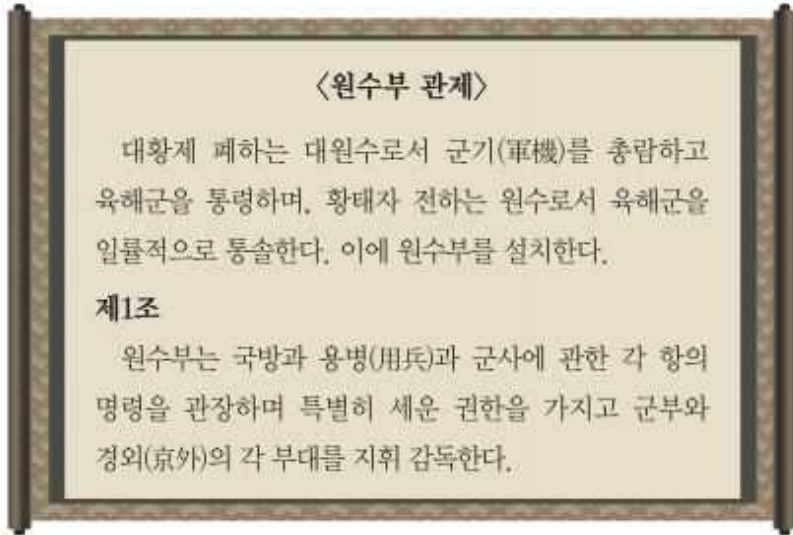 〈원수부 관제〉
대황제 폐하는 대원수로서 군기(軍機)를 총람하고
육해군을 통령하며, 황태자 전하는 원수로서 육해군을
일률적으로 통솔한다. 이에 원수부를 설치한다.
제1조
원수부는 국방과 용병(用兵)과 군사에 관한 각 항의
명령을 관장하며 특별히 세운 권한을 가지고 군부와
경외(京外)의 각 부대를 지휘 감독한다.